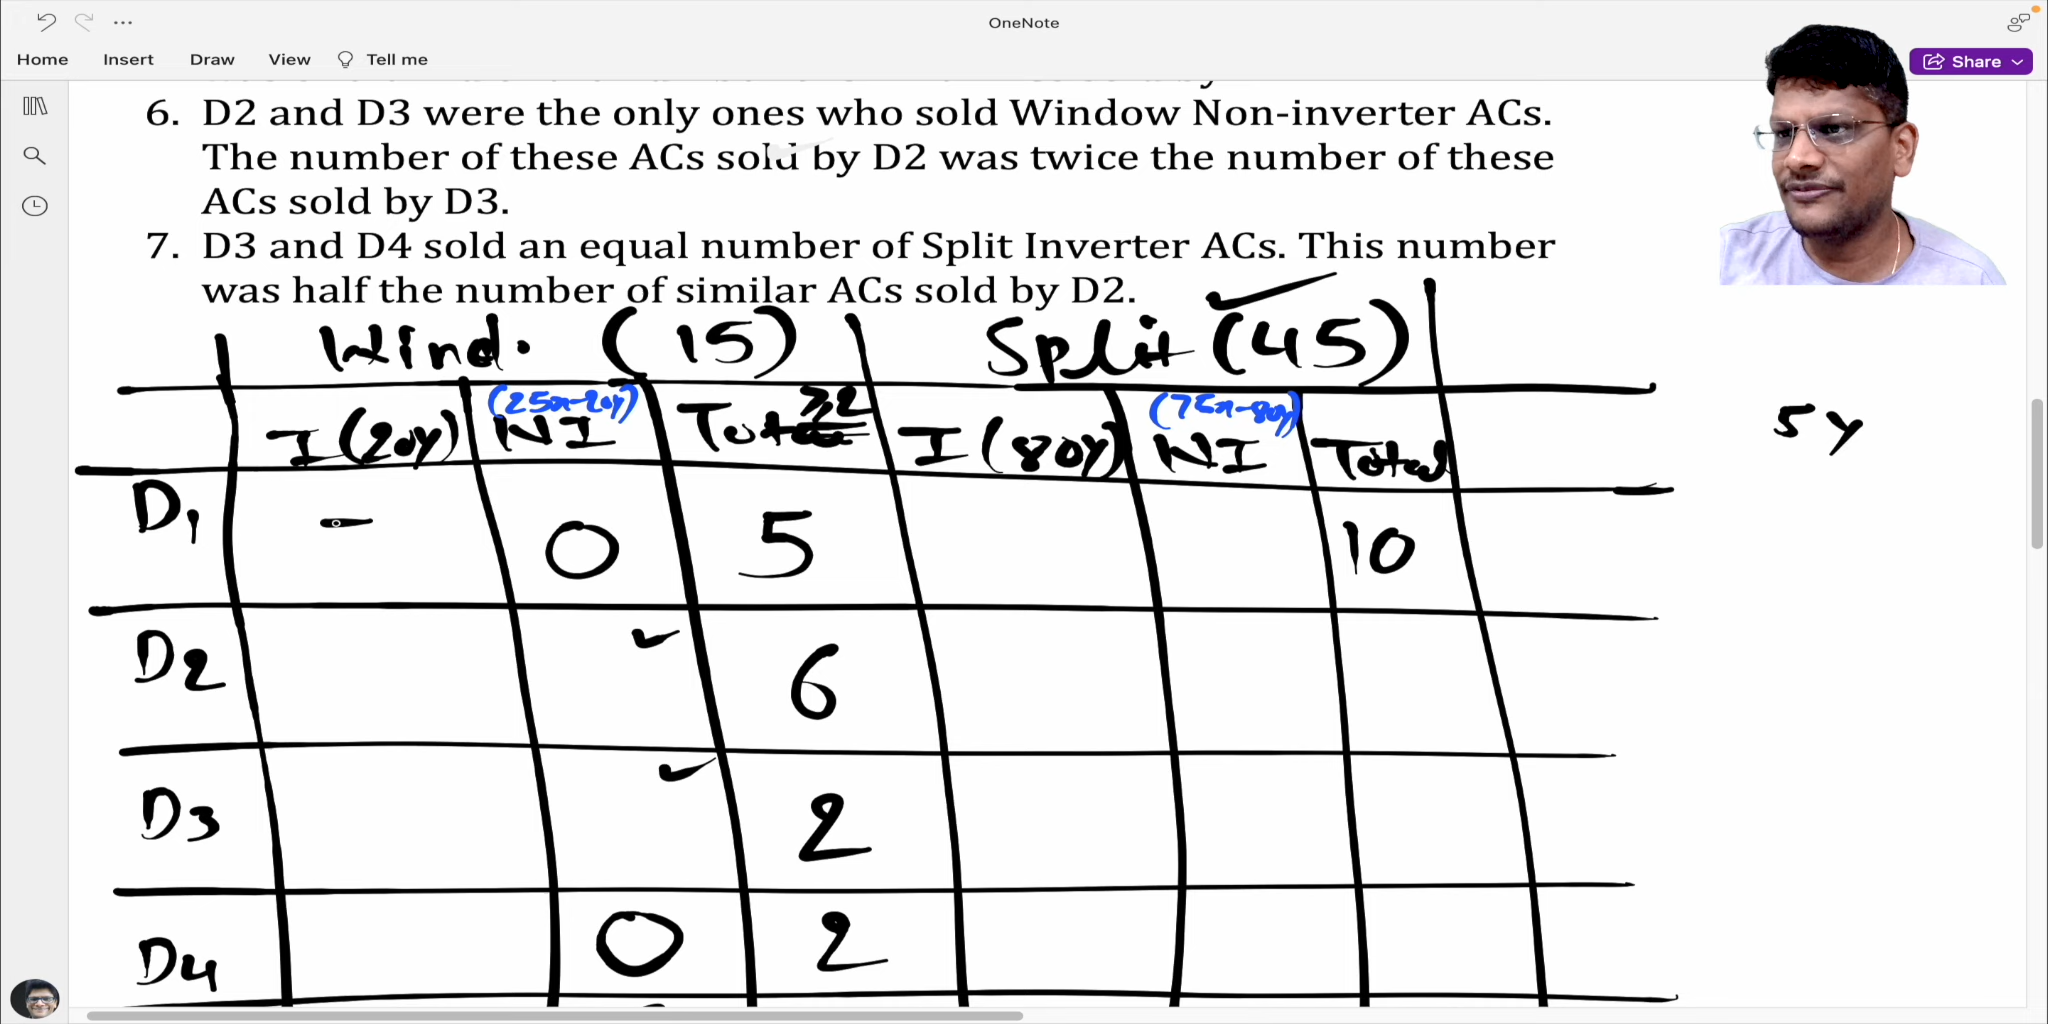 OneNote
Home Insert Draw View Tell me Share
6. D2 and D3 were the only ones who sold Window Non-inverter ACs.
The number of these ACs sold by D2 was twice the number of these
ACs sold by D3.
7. D3 and D4 sold an equal number of Split Inverter ACs. This number
was half the number of similar ACs sold by D2.
Wind. (15) Split (45)
(25x-20y) ≥2 (75x-80y)
I (20y) NI Total I (80y) NI Total
5y
D1 - 0 5 10
D2 6
D3 2
D4 0 2